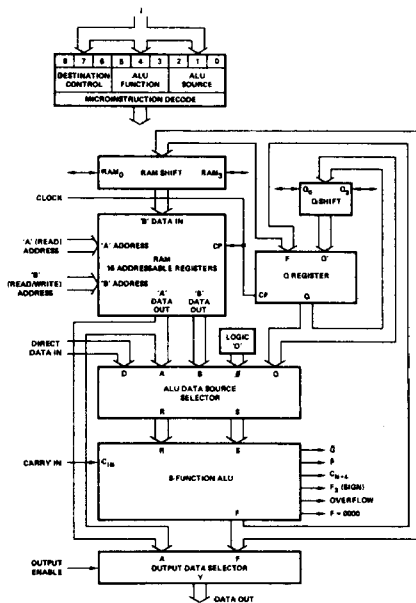 I
8 7 6 5 4 3 2 1 0
DESTINATION CONTROL
ALU FUNCTION
ALU SOURCE
MICROINSTRUCTION DECODE
RAM0 RAM SHIFT RAM3
Q0 Q3
Q SHIFT
CLOCK
'B' DATA IN
'A' (READ) ADDRESS
'A' ADDRESS
RAM
16 ADDRESSABLE REGISTERS
CP
'B' (READ/WRITE) ADDRESS
'B' ADDRESS
'A' DATA OUT
'B' DATA OUT
F Q'
Q REGISTER
CP Q
LOGIC '0'
DIRECT DATA IN
D A B Ø Q
ALU DATA SOURCE SELECTOR
R S
R S
CARRY IN
Cin
8-FUNCTION ALU
F
G̅
P̅
CN+4
F3 (SIGN)
OVERFLOW
F = 0000
OUTPUT ENABLE
A F
OUTPUT DATA SELECTOR
Y
DATA OUT